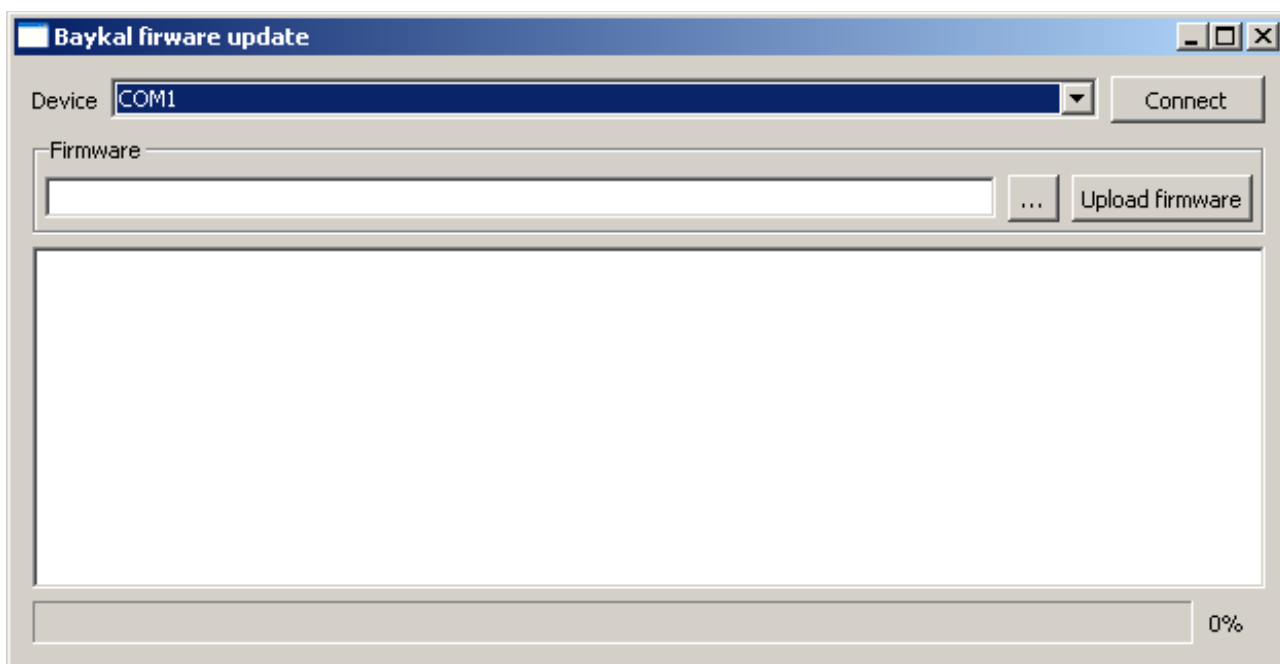 Baykal firware update
Device COM1 Connect
Firmware
... Upload firmware
0%